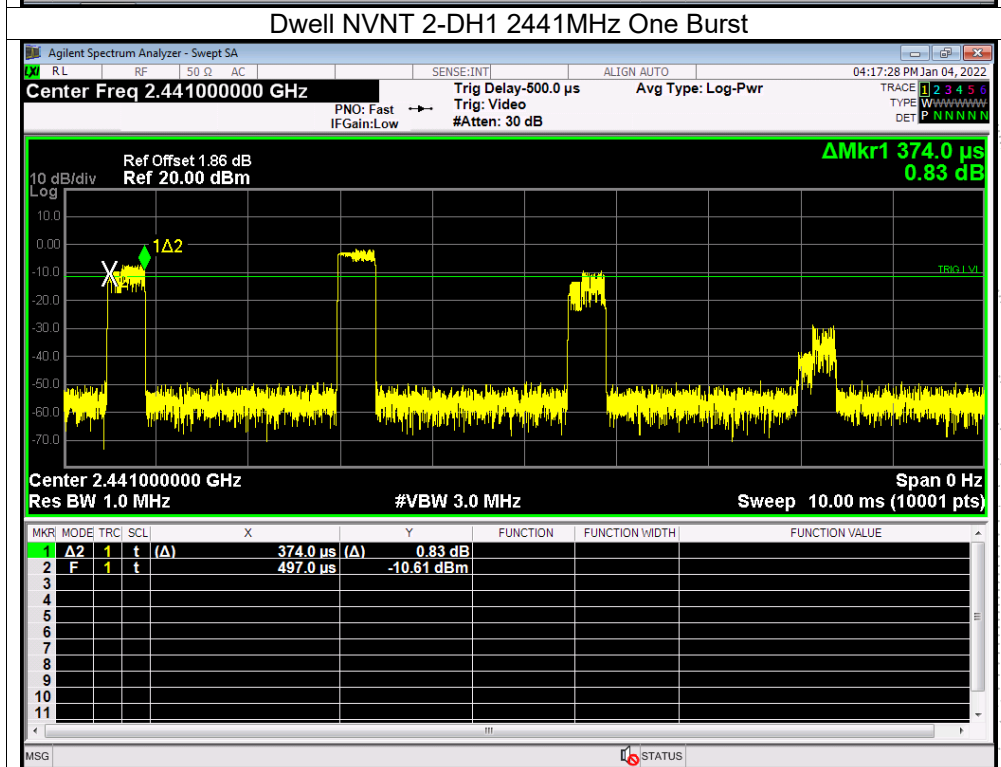 Dwell NVNT 2-DH1 2441MHz One Burst
Agilent Spectrum Analyzer - Swept SA
LXI RL RF 50 Ω AC SENSE:INT ALIGN AUTO 04:17:28 PM Jan 04, 2022
Center Freq 2.441000000 GHz Trig Delay-500.0 µs Avg Type: Log-Pwr TRACE 1 2 3 4 5 6
PNO: Fast Trig: Video TYPE WWWWWW
IFGain:Low #Atten: 30 dB DET P N N N N N
ΔMkr1 374.0 µs
0.83 dB
Ref Offset 1.86 dB
10 dB/div Ref 20.00 dBm
Log
10.0
0.00
1Δ2
-10.0
TRIG LVL
-20.0
-30.0
-40.0
-50.0
-60.0
-70.0
Center 2.441000000 GHz Span 0 Hz
Res BW 1.0 MHz #VBW 3.0 MHz Sweep 10.00 ms (10001 pts)
MKR MODE TRC SCL X Y FUNCTION FUNCTION WIDTH FUNCTION VALUE
1 Δ2 1 t (Δ) 374.0 µs (Δ) 0.83 dB
2 F 1 t 497.0 µs -10.61 dBm
3
4
5
6
7
8
9
10
11
MSG STATUS